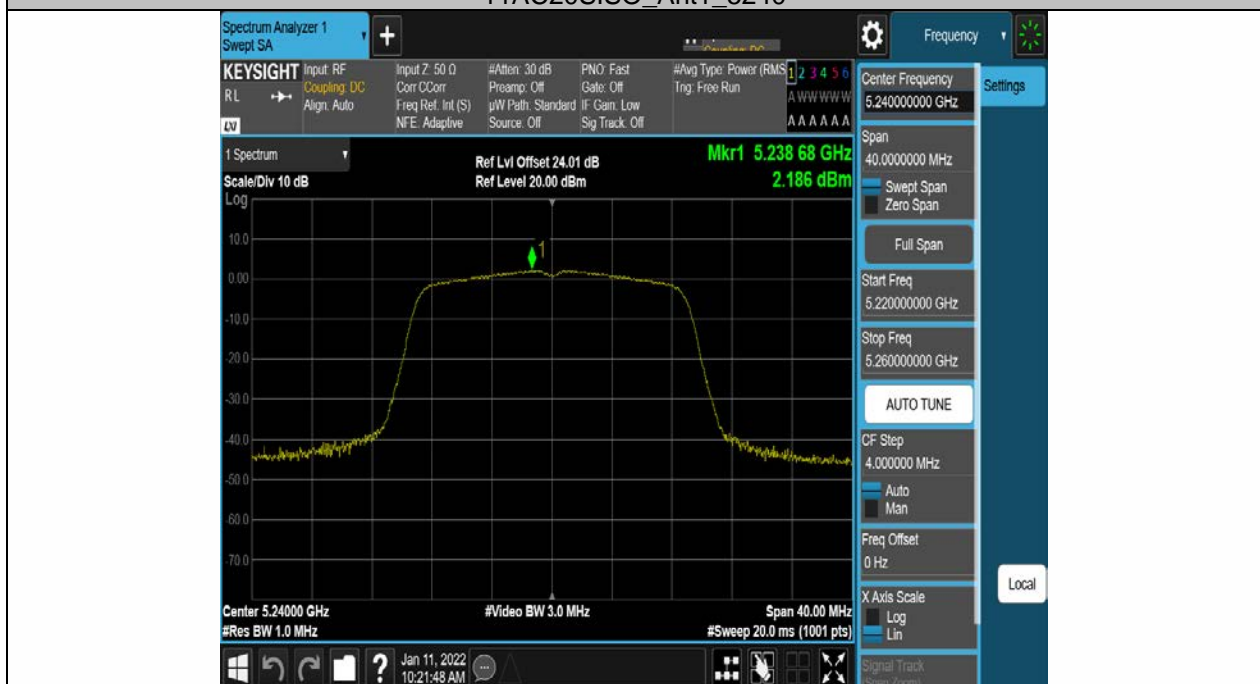 11AC20SISO_Ant1_5240
Spectrum Analyzer 1
Swept SA
+
Frequency
KEYSIGHT
RL
LXI
Input: RF
Coupling: DC
Align: Auto
Input Z: 50 Ω
Corr CCorr
Freq Ref: Int (S)
NFE: Adaptive
#Atten: 30 dB
Preamp: Off
µW Path: Standard
Source: Off
PNO: Fast
Gate: Off
IF Gain: Low
Sig Track: Off
#Avg Type: Power (RMS
Trig: Free Run
1 2 3 4 5 6
A W W W W W
A A A A A A
1 Spectrum
Scale/Div 10 dB
Log
Ref Lvl Offset 24.01 dB
Ref Level 20.00 dBm
Mkr1 5.238 68 GHz
2.186 dBm
10.0
0.00
-10.0
-20.0
-30.0
-40.0
-50.0
-60.0
-70.0
1
Center 5.24000 GHz
#Res BW 1.0 MHz
#Video BW 3.0 MHz
Span 40.00 MHz
#Sweep 20.0 ms (1001 pts)
Center Frequency
5.240000000 GHz
Settings
Span
40.0000000 MHz
Swept Span
Zero Span
Full Span
Start Freq
5.220000000 GHz
Stop Freq
5.260000000 GHz
AUTO TUNE
CF Step
4.000000 MHz
Auto
Man
Freq Offset
0 Hz
X Axis Scale
Log
Lin
Local
Signal Track
(Span Zoom)
?
Jan 11, 2022
10:21:48 AM